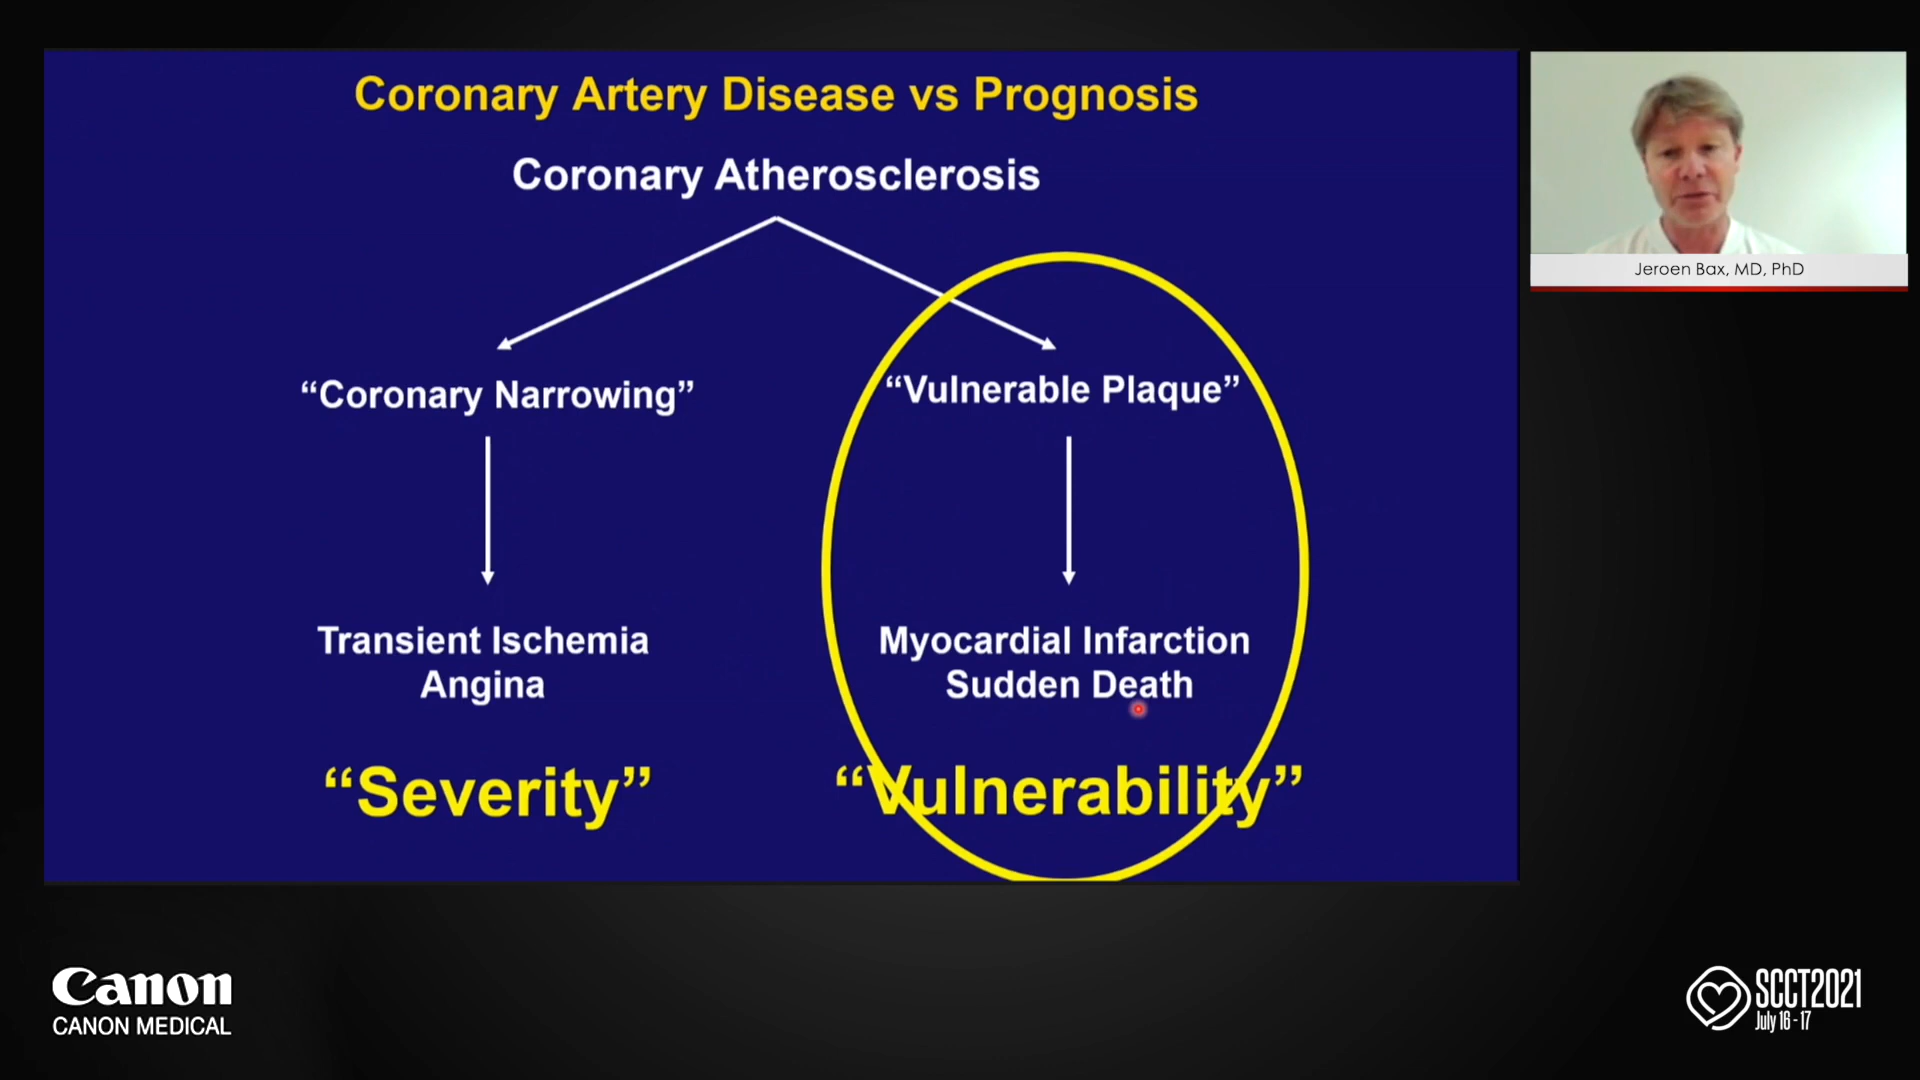 Coronary Artery Disease vs Prognosis
Coronary Atherosclerosis
“Coronary Narrowing”
“Vulnerable Plaque”
Transient Ischemia
Angina
Myocardial Infarction
Sudden Death
“Severity”
“Vulnerability”
Jeroen Bax, MD, PhD
Canon
CANON MEDICAL
SCCT2021
July 16 - 17